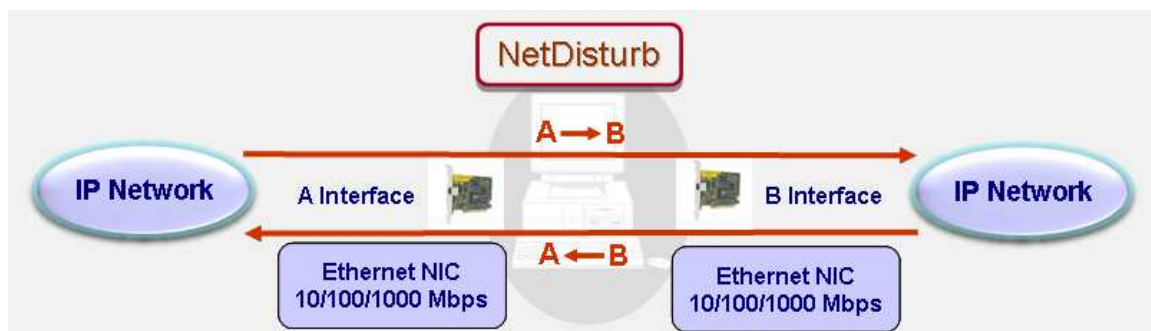 NetDisturb
A B
IP Network
A Interface
B Interface
IP Network
A B
Ethernet NIC
10/100/1000 Mbps
Ethernet NIC
10/100/1000 Mbps